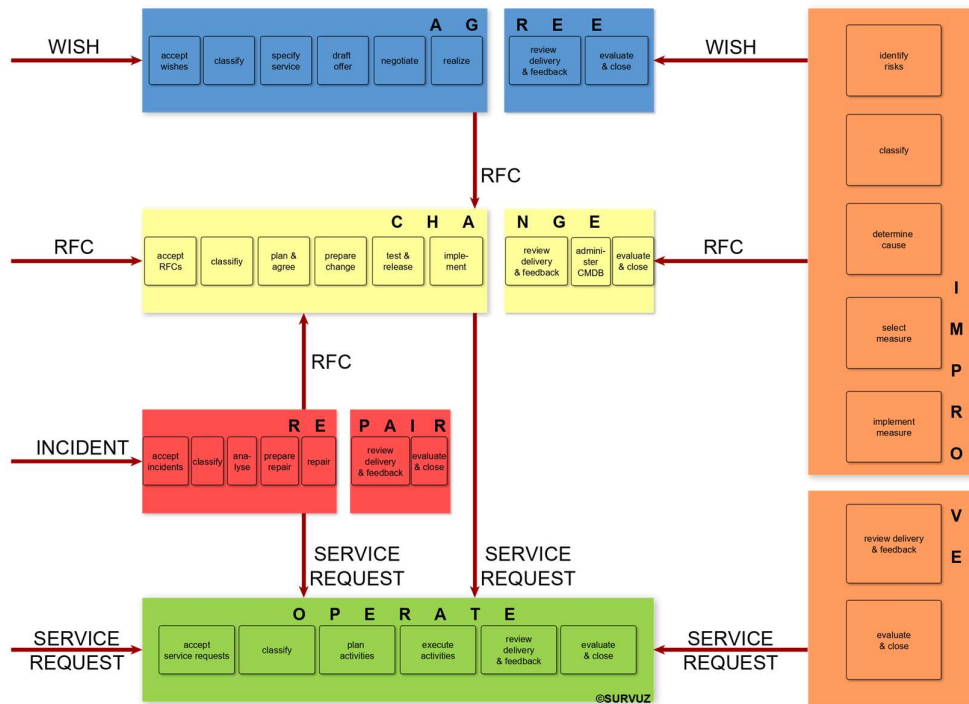 A G R E E
WISH
accept
wishes
classify
specify
service
draft
offer
negotiate
realize
review
delivery
& feedback
evaluate
& close
WISH
identify
risks
classify
RFC
C H A N G E
RFC
accept
RFCs
classifiy
plan &
agree
prepare
change
test &
release
imple-
ment
review
delivery
& feedback
admini-
ster
CMDB
evaluate
& close
RFC
determine
cause
select
measure
implement
measure
I
M
P
R
O
RFC
R E P A I R
INCIDENT
accept
incidents
classify
ana-
lyse
prepare
repair
repair
review
delivery
& feedback
evaluate
& close
V
E
review delivery
& feedback
evaluate
& close
SERVICE
REQUEST
SERVICE
REQUEST
O P E R A T E
SERVICE
REQUEST
accept
service requests
classify
plan
activities
execute
activities
review
delivery
& feedback
evaluate
& close
SERVICE
REQUEST
©SURVUZ